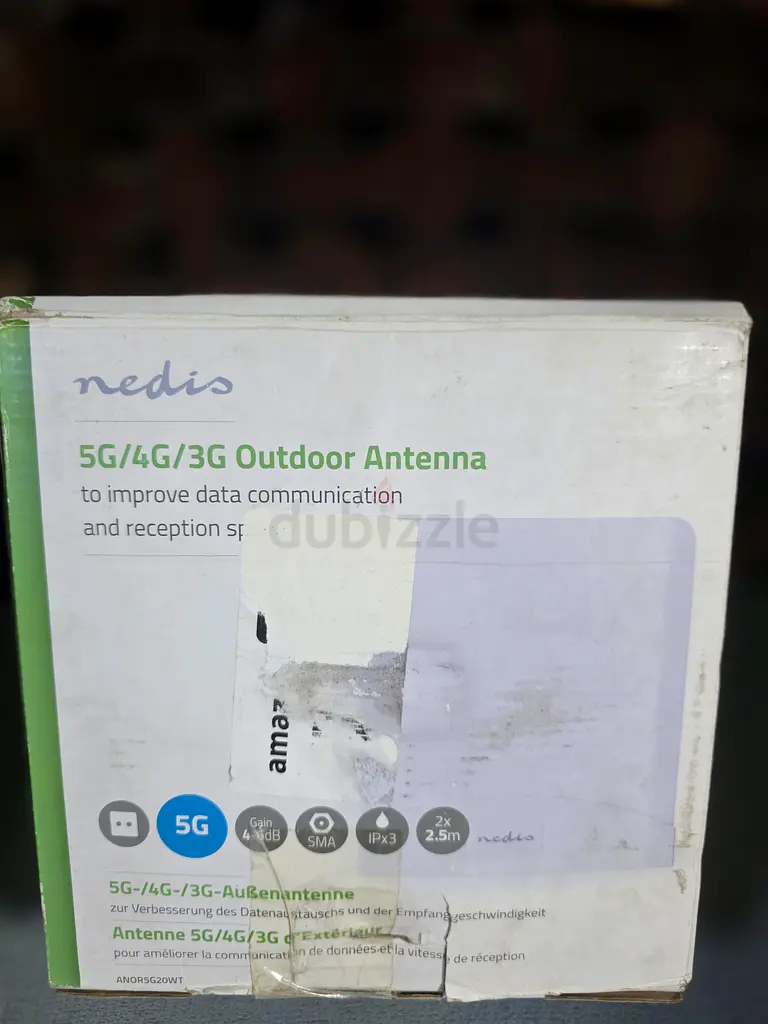 nedis
5G/4G/3G Outdoor Antenna
to improve data communication
and reception sp
dubizzle
amaz
5G
Gain
SMA
IPx3
2x
2.5m
nedis
5G-/4G-/3G-Außenantenne
zur Verbesserung des Datenaustauschs und der Empfangsgeschwindigkeit
Antenne 5G/4G/3G d'Extérieur
pour améliorer la communication de données et la vitesse de réception
ANOR5G20WT